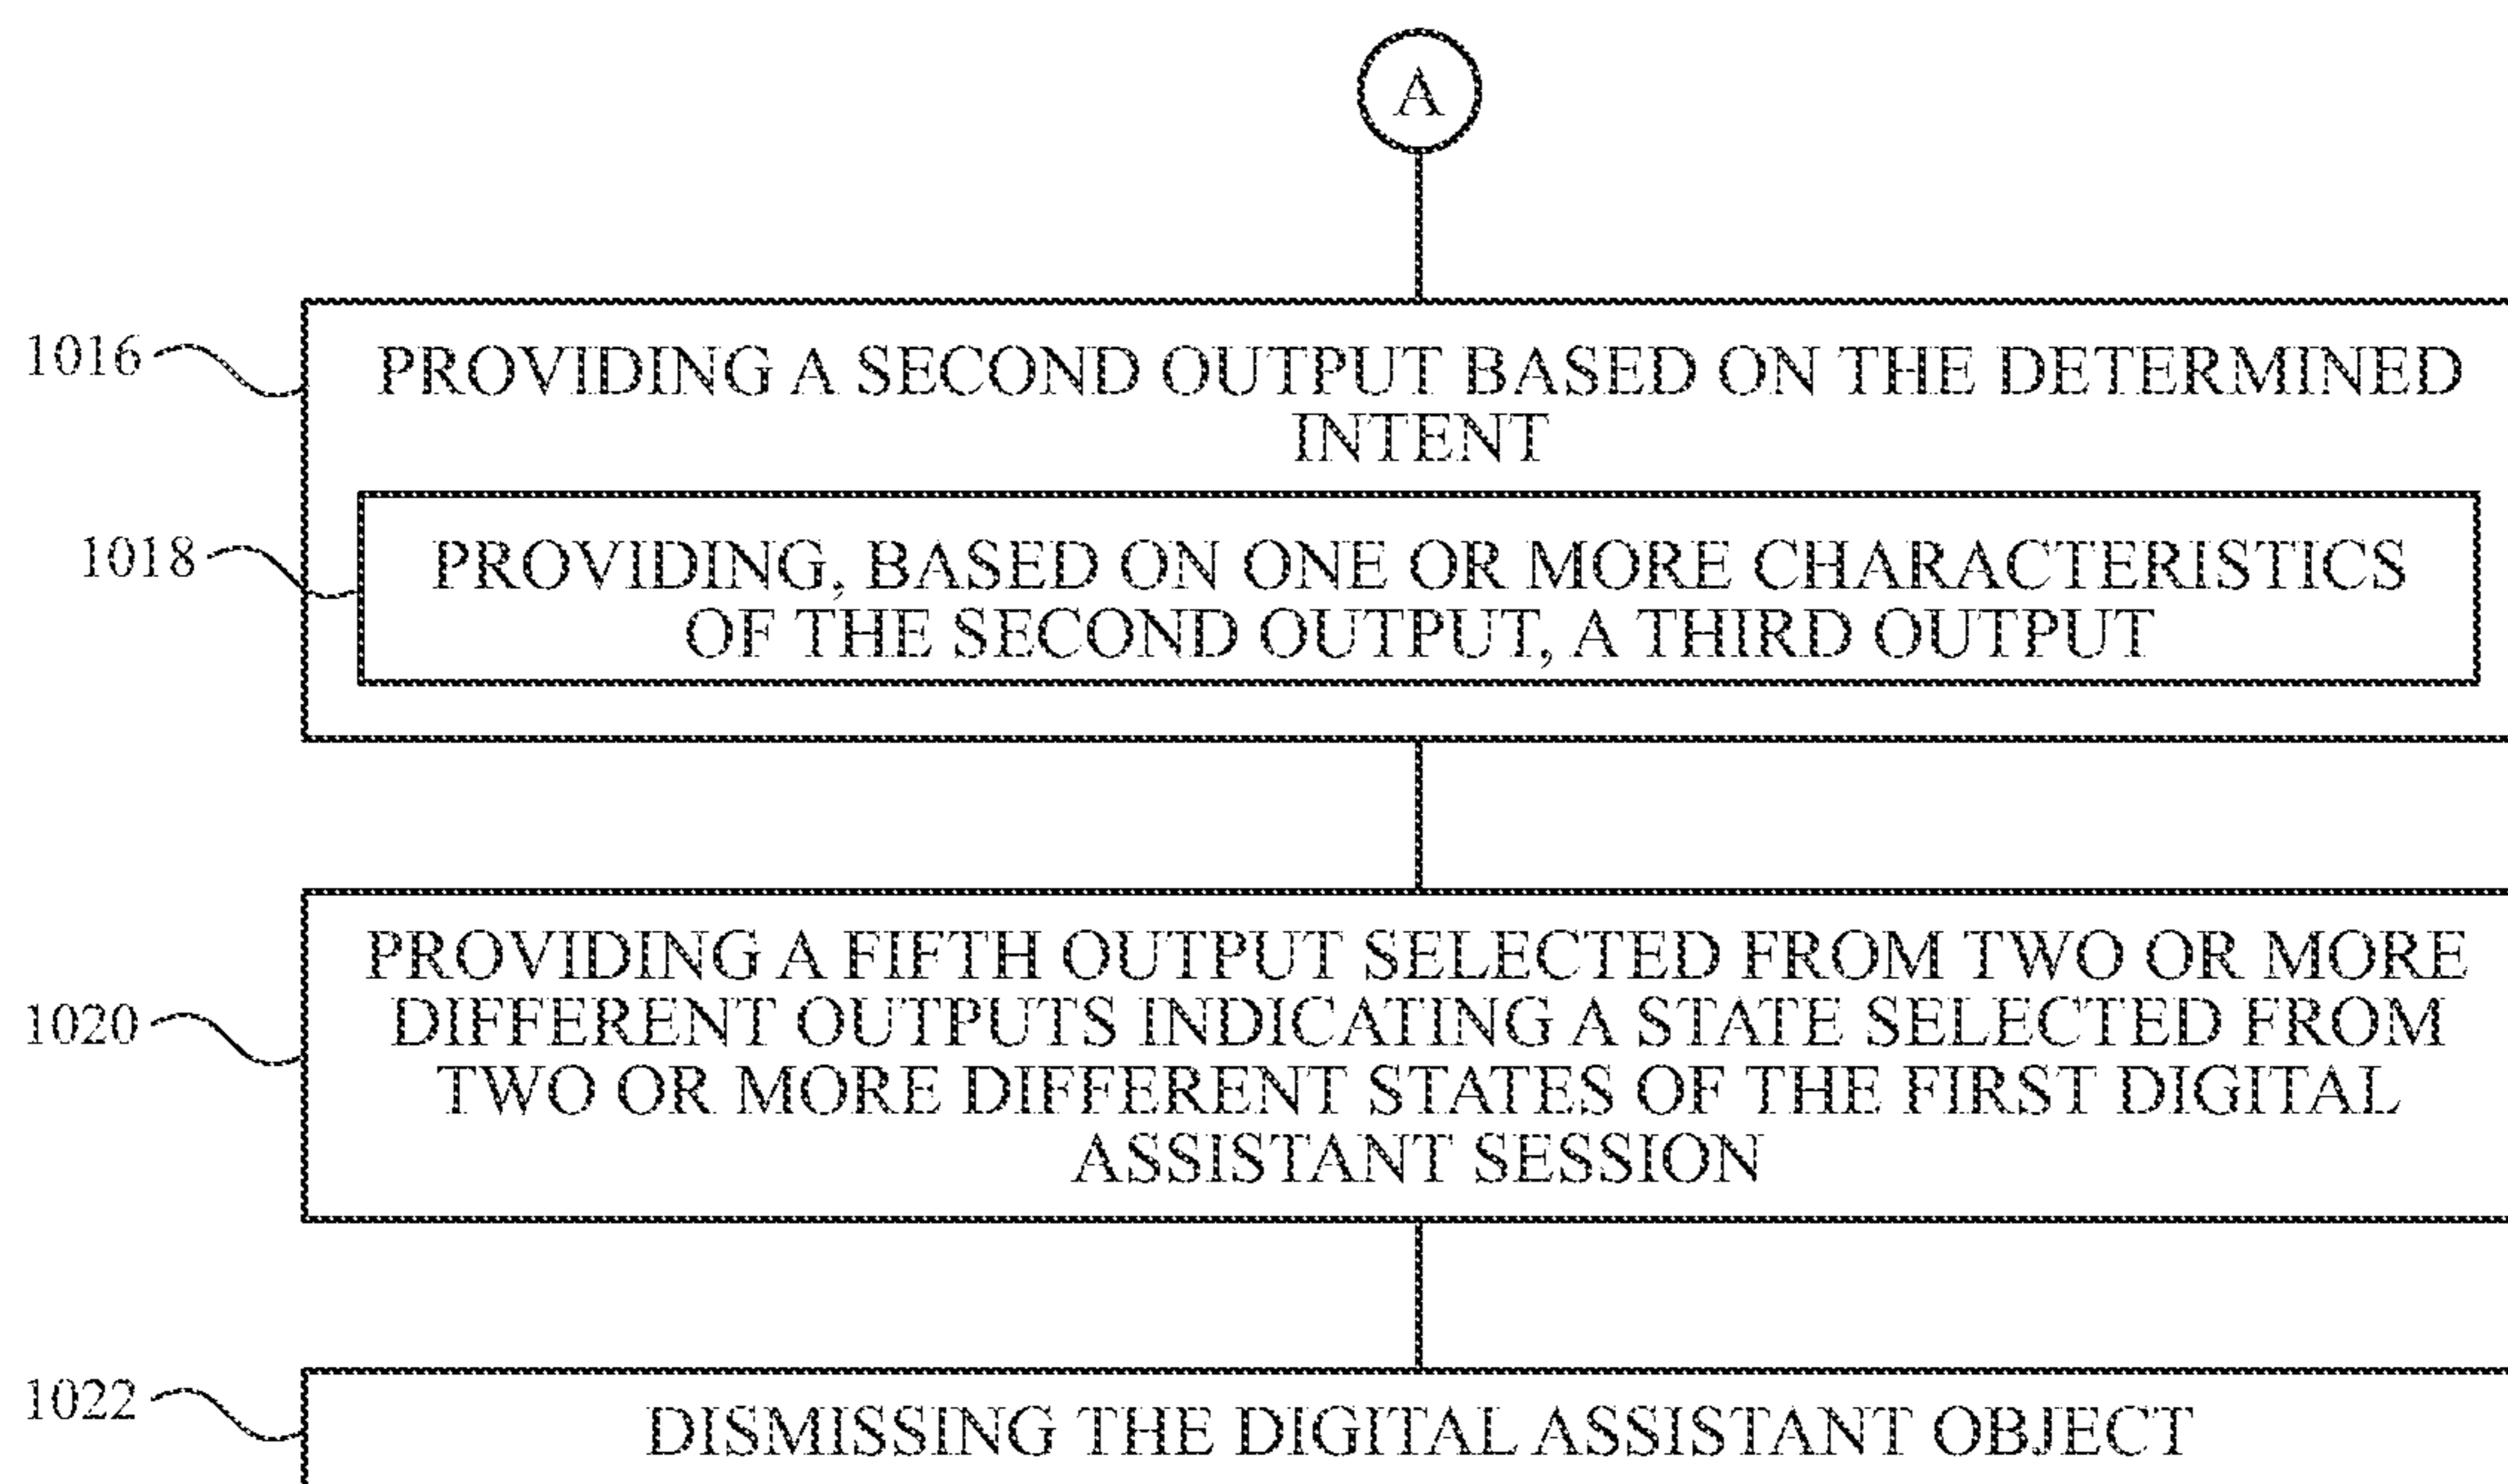 A
1016
PROVIDING A SECOND OUTPUT BASED ON THE DETERMINED
INTENT
1018
PROVIDING, BASED ON ONE OR MORE CHARACTERISTICS
OF THE SECOND OUTPUT, A THIRD OUTPUT
1020
PROVIDING A FIFTH OUTPUT SELECTED FROM TWO OR MORE
DIFFERENT OUTPUTS INDICATING A STATE SELECTED FROM
TWO OR MORE DIFFERENT STATES OF THE FIRST DIGITAL
ASSISTANT SESSION
1022
DISMISSING THE DIGITAL ASSISTANT OBJECT